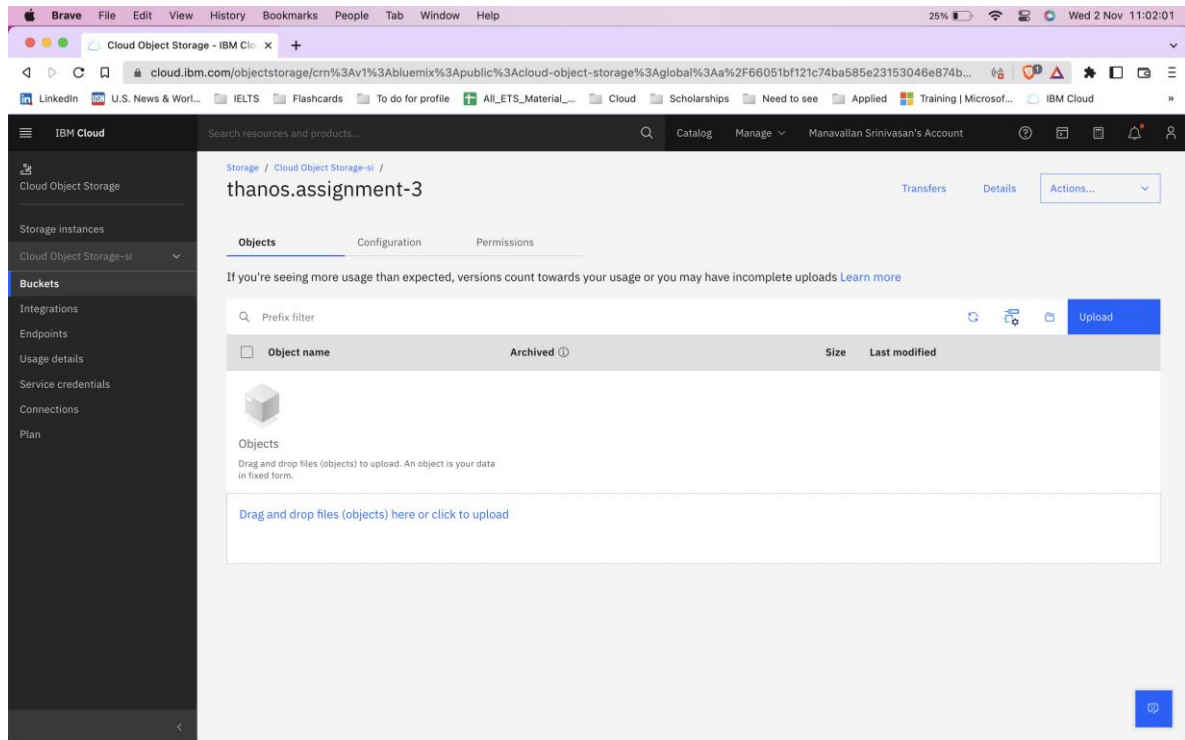 Brave File Edit View History Bookmarks People Tab Window Help 25% Wed 2 Nov 11:02:01
Cloud Object Storage - IBM Clo × +
cloud.ibm.com/objectstorage/crn%3Av1%3Abluemix%3Apublic%3Acloud-object-storage%3Aglobal%3Aa%2F66051bf121c74ba585e23153046e874b...
LinkedIn U.S. News & Worl... IELTS Flashcards To do for profile All_ETS_Material_... Cloud Scholarships Need to see Applied Training | Microsof... IBM Cloud »
IBM Cloud Search resources and products... Catalog Manage Manavallan Srinivasan's Account
Cloud Object Storage
Storage instances
Cloud Object Storage-si
Buckets
Integrations
Endpoints
Usage details
Service credentials
Connections
Plan
Storage / Cloud Object Storage-si /
thanos.assignment-3 Transfers Details Actions...
Objects Configuration Permissions
If you're seeing more usage than expected, versions count towards your usage or you may have incomplete uploads Learn more
Prefix filter Upload
Object name Archived Size Last modified
Objects
Drag and drop files (objects) to upload. An object is your data
in fixed form.
Drag and drop files (objects) here or click to upload